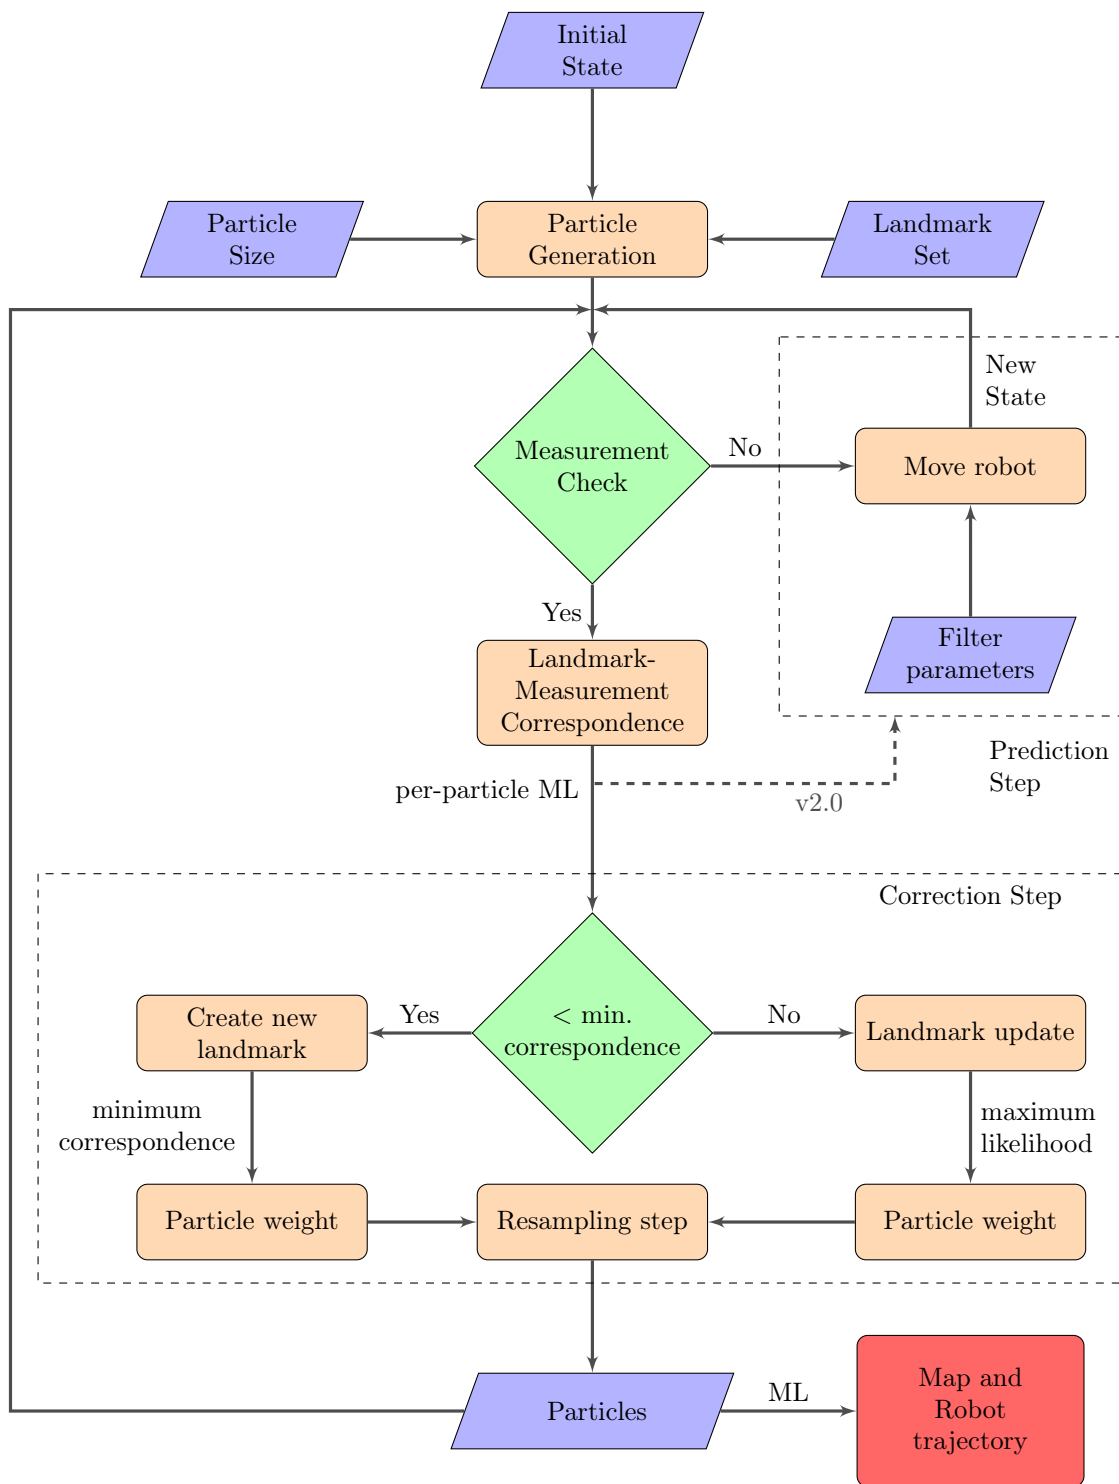 Initial
State
Particle
Size
Particle
Generation
Landmark
Set
New
State
Measurement
Check
No
Move robot
Yes
Filter
parameters
Landmark-
Measurement
Correspondence
Prediction
Step
per-particle ML
v2.0
Correction Step
Create new
landmark
Yes
< min.
correspondence
No
Landmark update
minimum
correspondence
maximum
likelihood
Particle weight
Resampling step
Particle weight
Particles
ML
Map and
Robot
trajectory